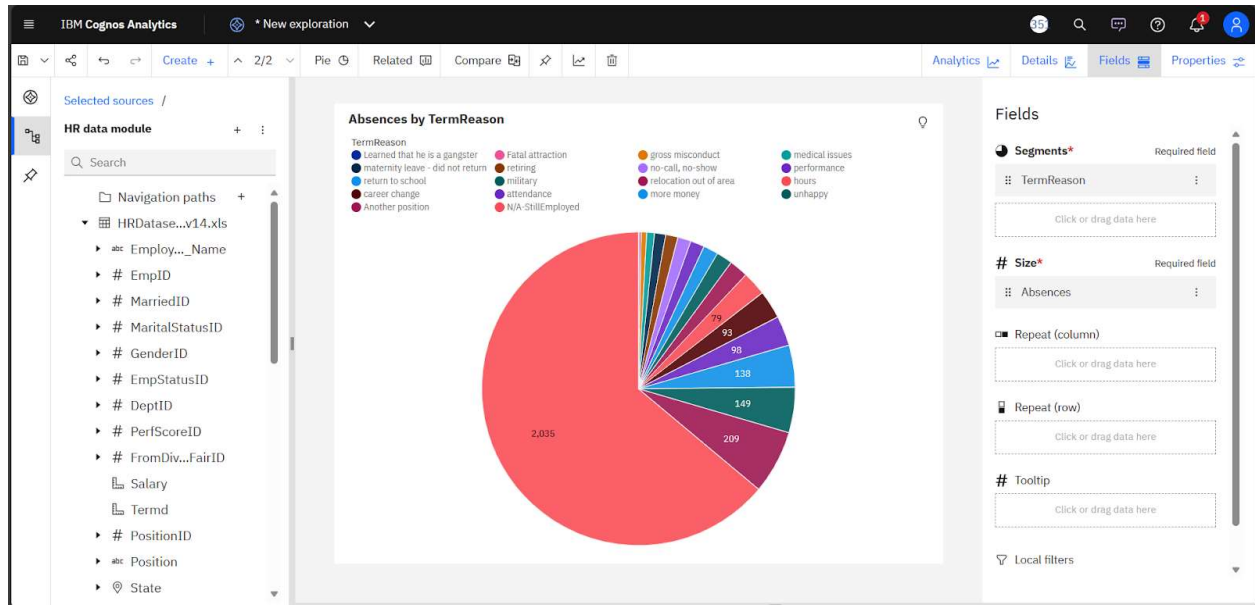 IBM Cognos Analytics
* New exploration
1
Create +
2/2
Pie
Related
Compare
Analytics
Details
Fields
Properties
Selected sources /
HR data module
Search
Navigation paths +
HRDatase...v14.xls
abc Employ..._Name
# EmpID
# MarriedID
# MaritalStatusID
# GenderID
# EmpStatusID
# DeptID
# PerfScoreID
# FromDiv...FairID
Salary
Termd
# PositionID
abc Position
State
Absences by TermReason
TermReason
Learned that he is a gangster Fatal attraction gross misconduct medical issues
maternity leave - did not return retiring no-call, no-show performance
return to school military relocation out of area hours
career change attendance more money unhappy
Another position N/A-StillEmployed
79
93
98
138
149
209
2,035
Fields
Segments* Required field
TermReason
Click or drag data here
# Size* Required field
Absences
Repeat (column)
Click or drag data here
Repeat (row)
Click or drag data here
# Tooltip
Click or drag data here
Local filters